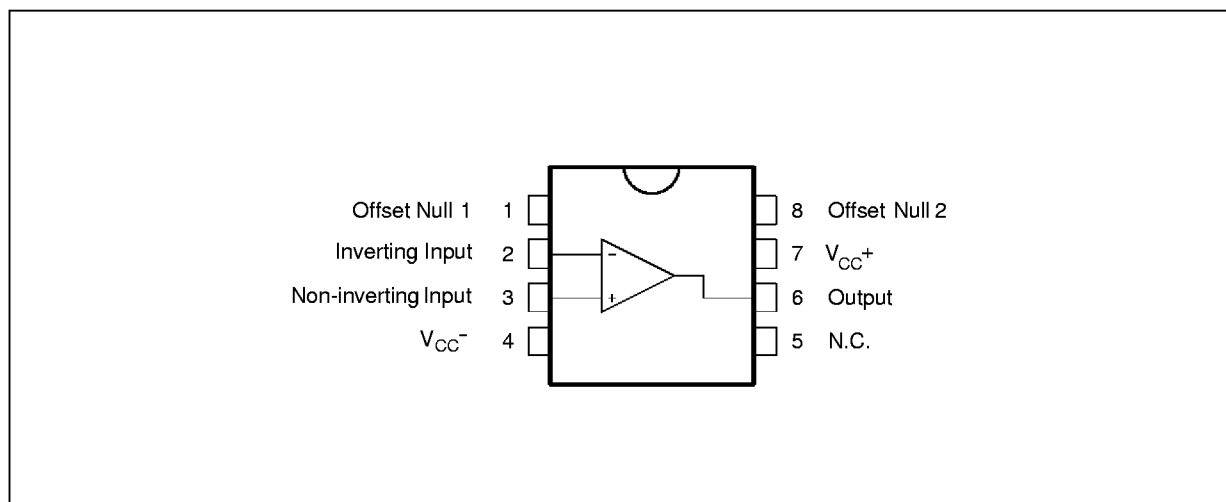 Offset Null 1 1
Inverting Input 2
Non-inverting Input 3
VCC- 4
8 Offset Null 2
7 VCC+
6 Output
5 N.C.
-
+